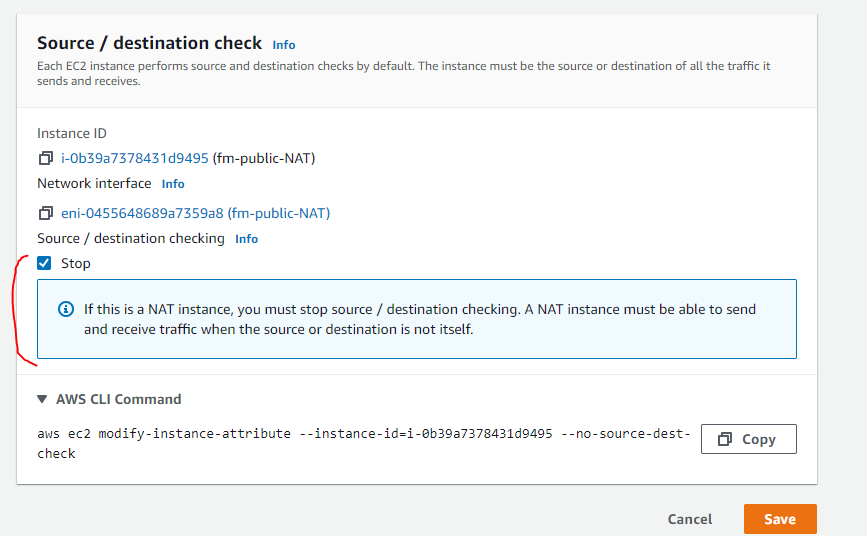 Source / destination check Info
Each EC2 instance performs source and destination checks by default. The instance must be the source or destination of all the traffic it
sends and receives.
Instance ID
i-0b39a7378431d9495 (fm-public-NAT)
Network interface Info
eni-0455648689a7359a8 (fm-public-NAT)
Source / destination checking Info
Stop
If this is a NAT instance, you must stop source / destination checking. A NAT instance must be able to send
and receive traffic when the source or destination is not itself.
AWS CLI Command
aws ec2 modify-instance-attribute --instance-id=i-0b39a7378431d9495 --no-source-dest-
check
Copy
Cancel Save